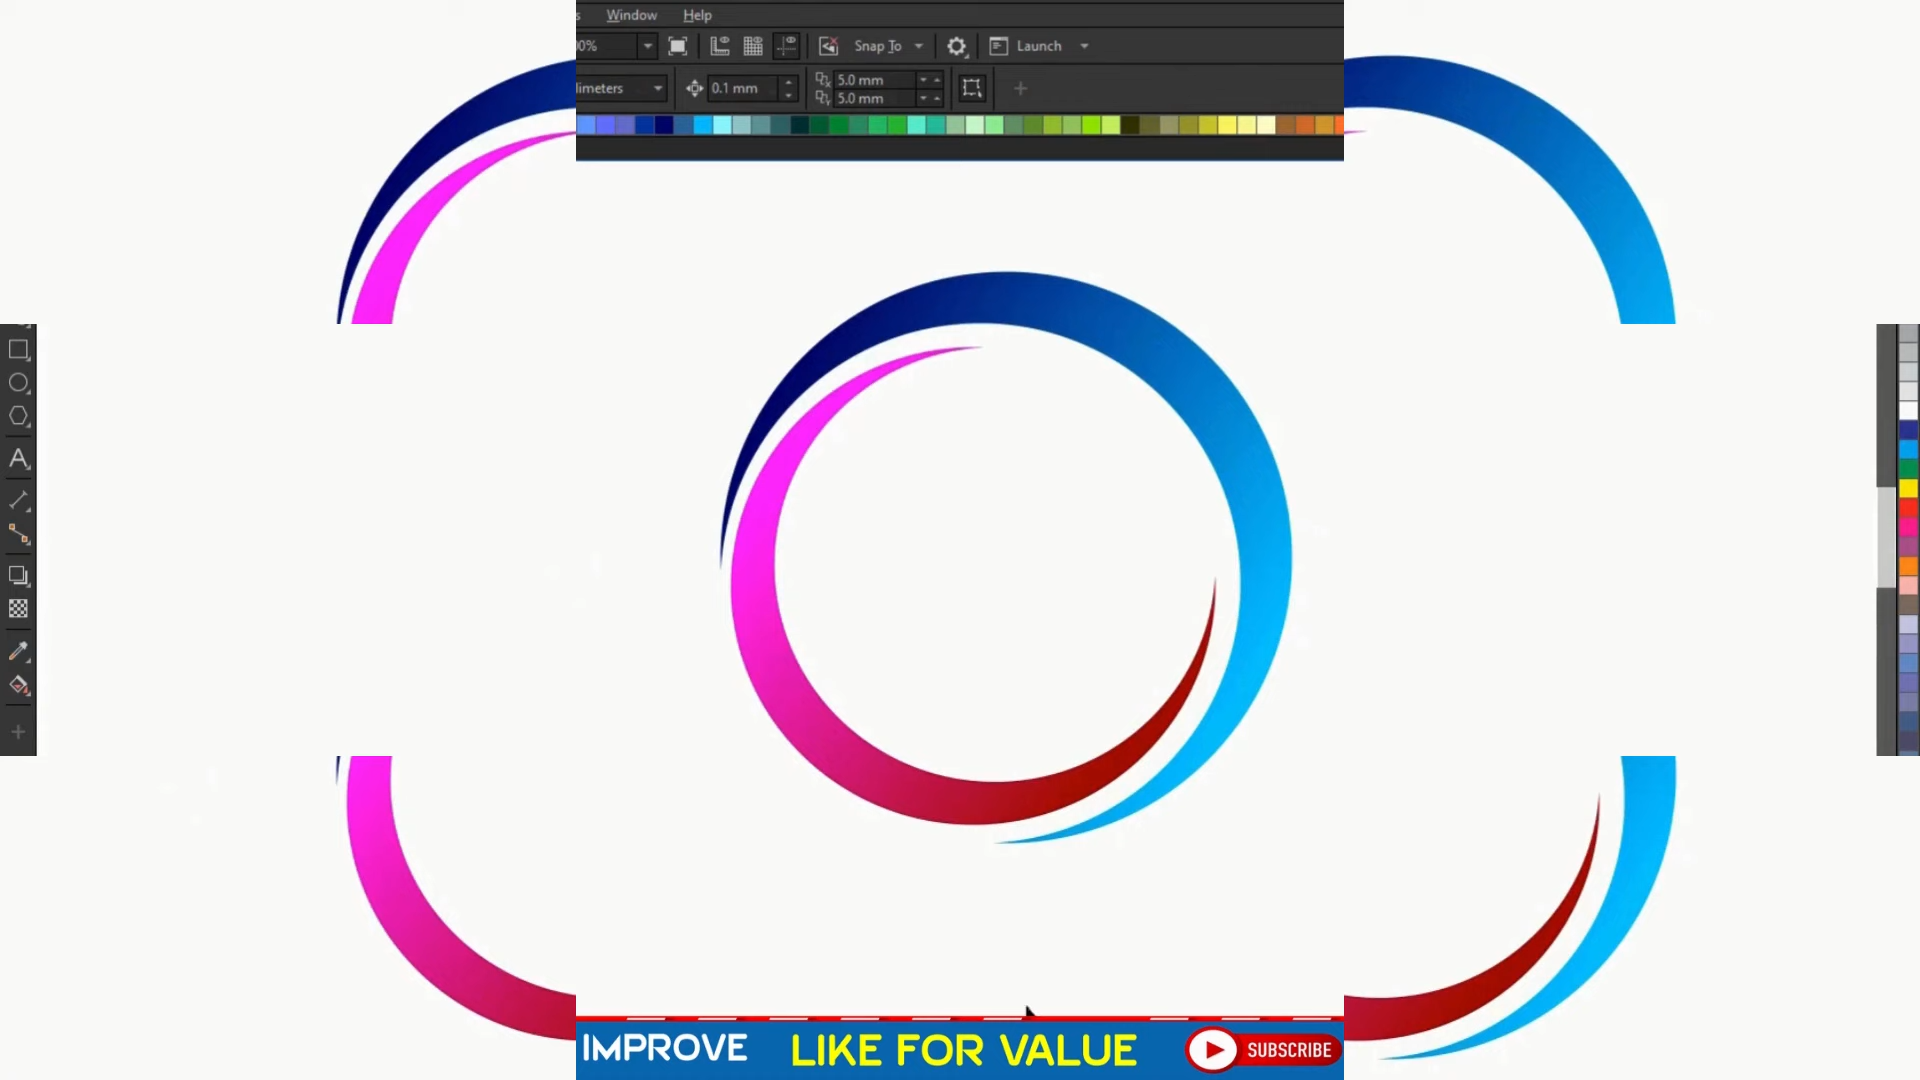 s Window Help
00% Snap To Launch
limeters 0.1 mm 5.0 mm
5.0 mm
A
IMPROVE LIKE FOR VALUE SUBSCRIBE